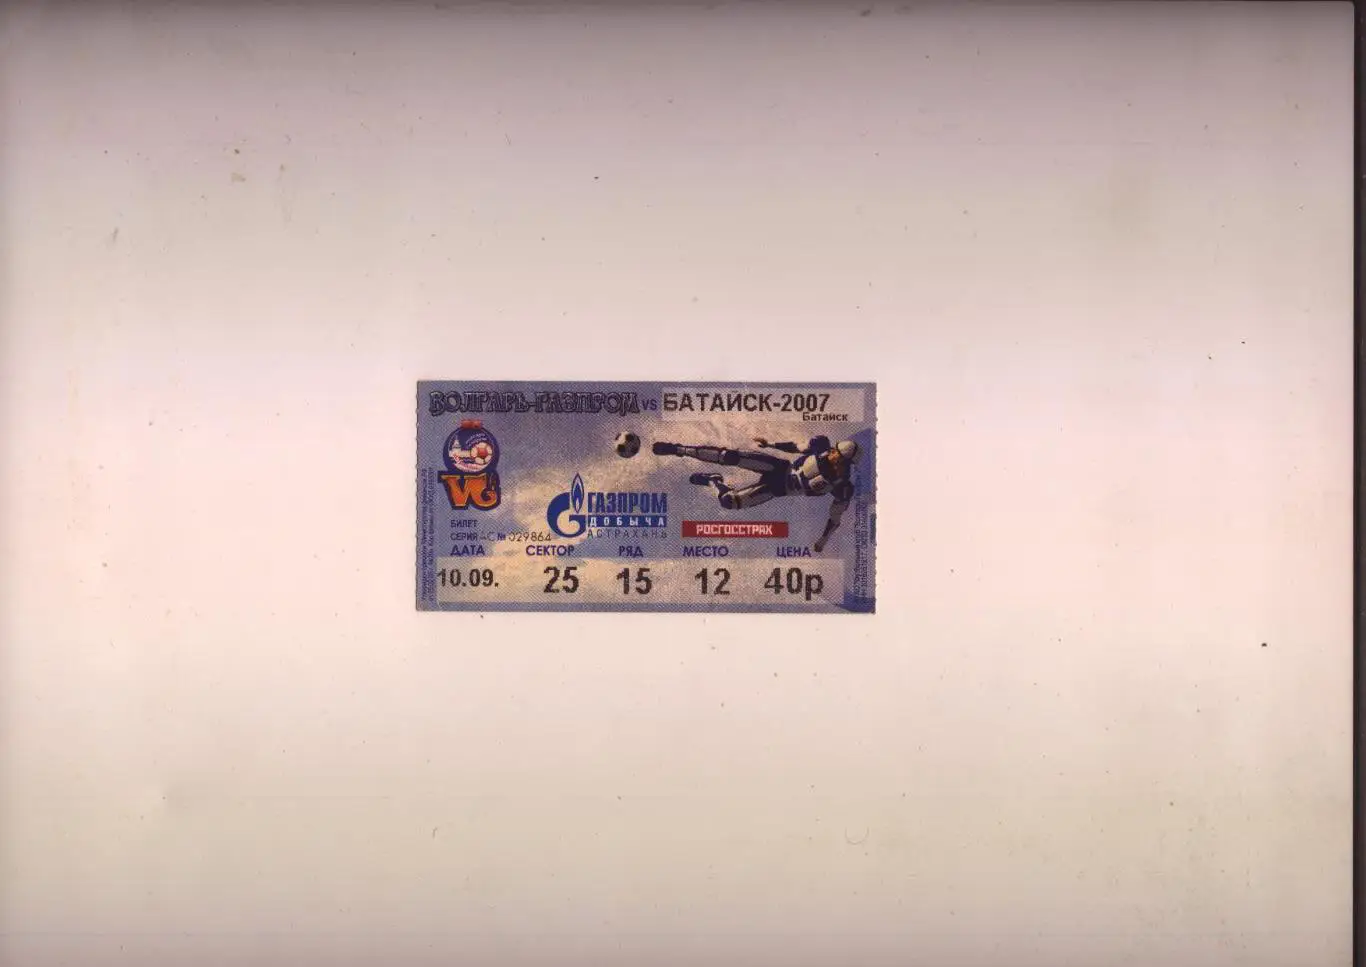 ВОЛГАРЬ-ГАЗПРОМ VS БАТАЙСК-2007
Батайск
VG
ГАЗПРОМ
ДОБЫЧА
АСТРАХАНЬ
РОСГОССТРАХ
БИЛЕТ
СЕРИЯ -С № 029864
ДАТА СЕКТОР РЯД МЕСТО ЦЕНА
10.09. 25 15 12 40р